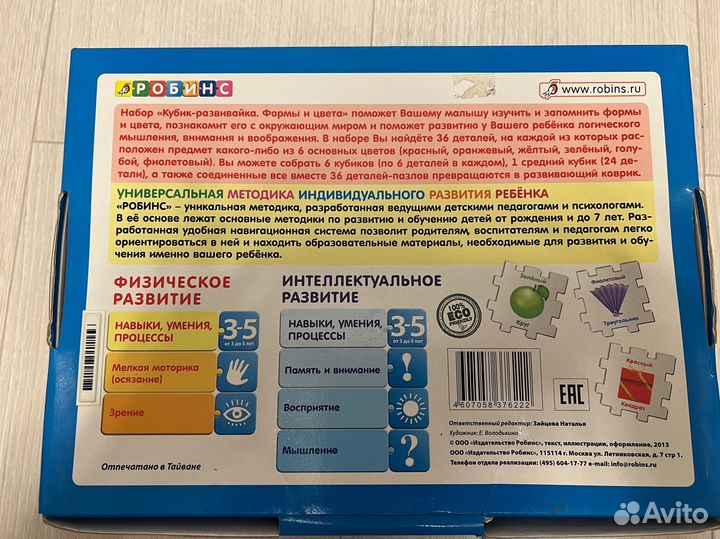 РОБИНС
www.robins.ru
Набор «Кубик-развивайка. Формы и цвета» поможет Вашему малышу изучить и запомнить формы
и цвета, познакомит его с окружающим миром и поможет развитию у Вашего ребёнка логического
мышления, внимания и воображения. В наборе Вы найдёте 36 деталей, на каждой из которых рас-
положен предмет какого-либо из 6 основных цветов (красный, оранжевый, жёлтый, зелёный, голу-
бой, фиолетовый). Вы можете собрать 6 кубиков (по 6 деталей в каждом), 1 средний кубик (24 де-
тали), а также соединенные все вместе 36 деталей-пазлов превращаются в развивающий коврик.
УНИВЕРСАЛЬНАЯ МЕТОДИКА ИНДИВИДУАЛЬНОГО РАЗВИТИЯ РЕБЁНКА
«РОБИНС» – уникальная методика, разработанная ведущими детскими педагогами и психологами.
В её основе лежат основные методики по развитию и обучению детей от рождения и до 7 лет. Раз-
работанная удобная навигационная система позволит родителям, воспитателям и педагогам легко
ориентироваться в ней и находить образовательные материалы, необходимые для развития и обу-
чения именно вашего ребёнка.
ФИЗИЧЕСКОЕ
РАЗВИТИЕ
НАВЫКИ, УМЕНИЯ,
ПРОЦЕССЫ
3-5
от 3 до 5 лет
Мелкая моторика
(осязание)
Зрение
Отпечатано в Тайване
ИНТЕЛЛЕКТУАЛЬНОЕ
РАЗВИТИЕ
НАВЫКИ, УМЕНИЯ,
ПРОЦЕССЫ
3-5
от 3 до 5 лет
Память и внимание
!
Восприятие
Мышление
?
100%
ECO
FRIENDLY
Зелёный
Круг
Фиолетовый
Треугольник
Красный
Квадрат
4 607058 376222
EAC
Ответственный редактор: Зайцева Наталья
Художник: Е. Володькина
© ООО «Издательство Робинс», текст, иллюстрации, оформление, 2013
ООО «Издательство Робинс», 115114 г. Москва ул. Летниковская, д. 7 стр 1.
Телефон отдела реализации: (495) 604-17-77 e-mail: info@robins.ru
Avito